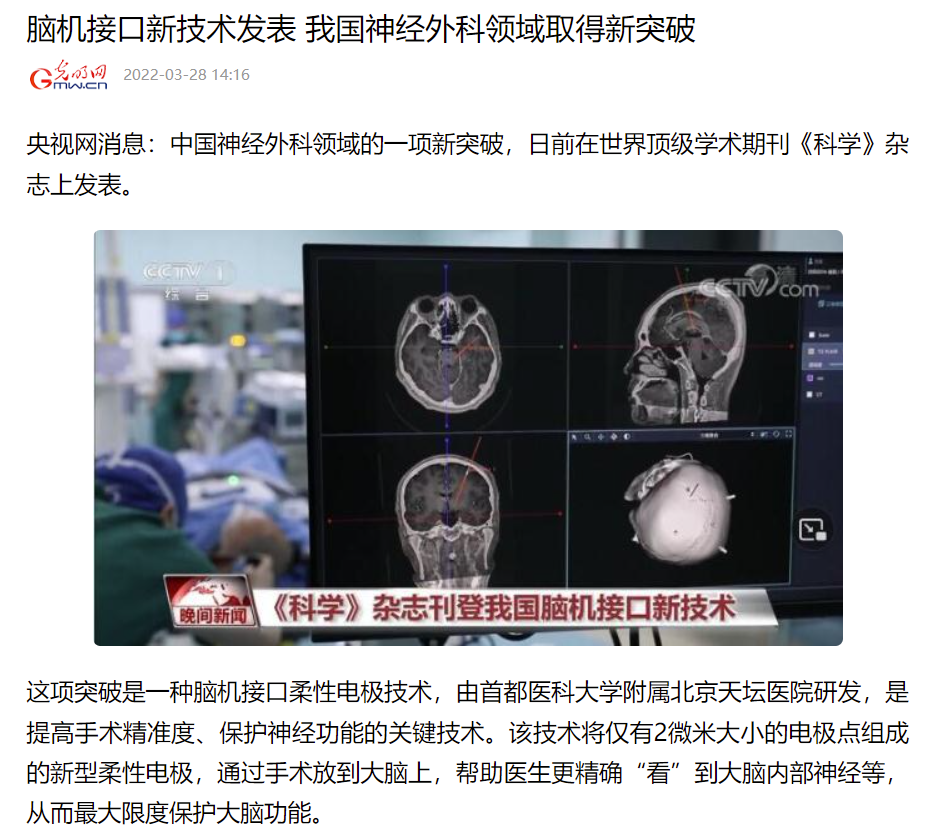 脑机接口新技术发表 我国神经外科领域取得新突破
光明网
GMW.CN
2022-03-28 14:16
央视网消息：中国神经外科领域的一项新突破，日前在世界顶级学术期刊《科学》杂
志上发表。
CCTV 1
综合
CCTV.com
晚间新闻
《科学》杂志刊登我国脑机接口新技术
这项突破是一种脑机接口柔性电极技术，由首都医科大学附属北京天坛医院研发，是
提高手术精准度、保护神经功能的关键技术。该技术将仅有2微米大小的电极点组成
的新型柔性电极，通过手术放到大脑上，帮助医生更精确“看”到大脑内部神经等，
从而最大限度保护大脑功能。